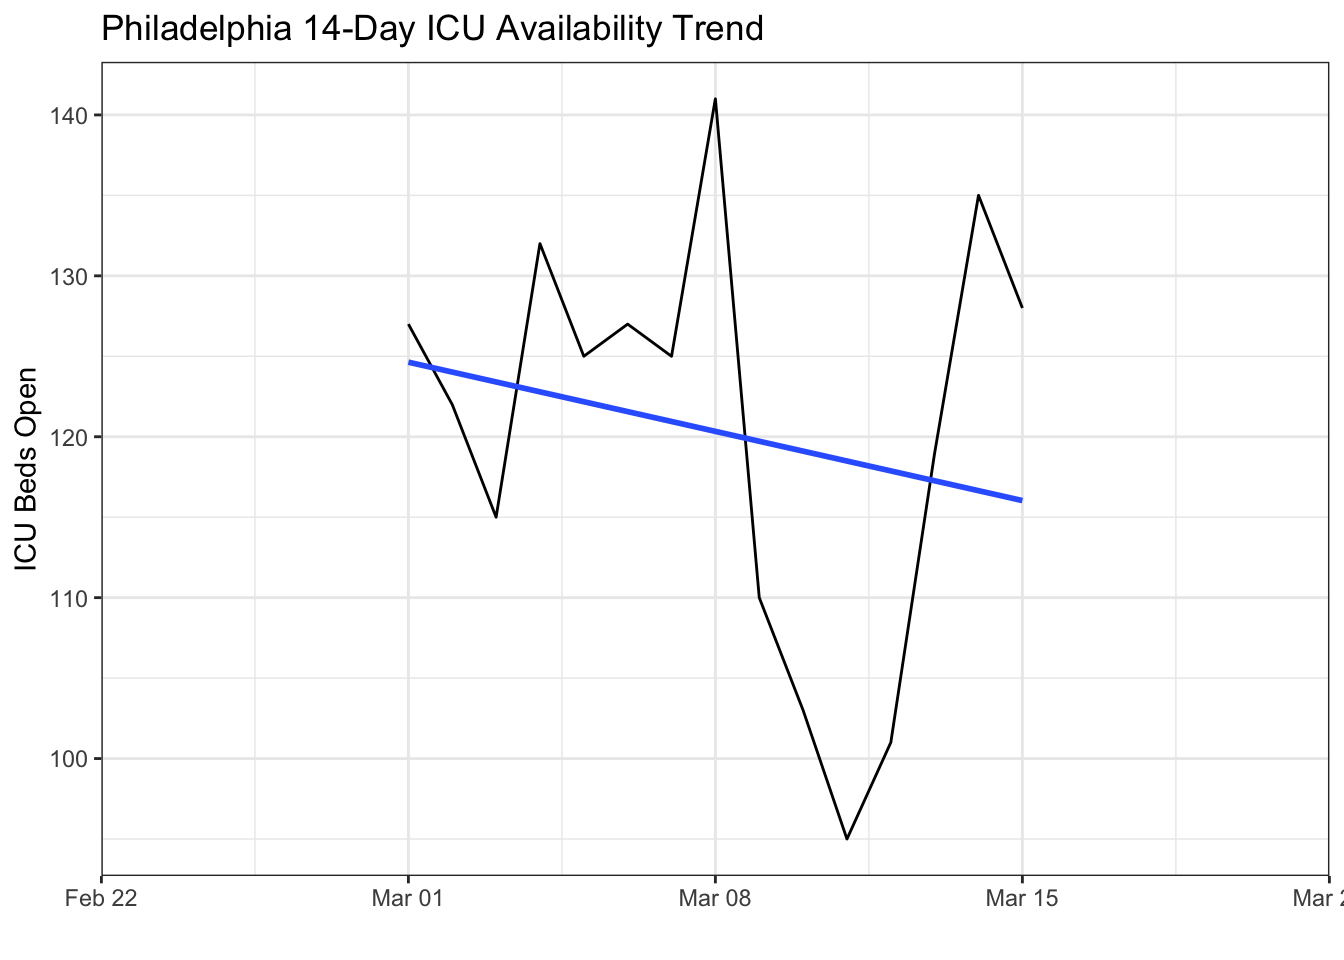 Philadelphia 14-Day ICU Availability Trend
ICU Beds Open
140
130
120
110
100
Feb 22
Mar 01
Mar 08
Mar 15
Mar